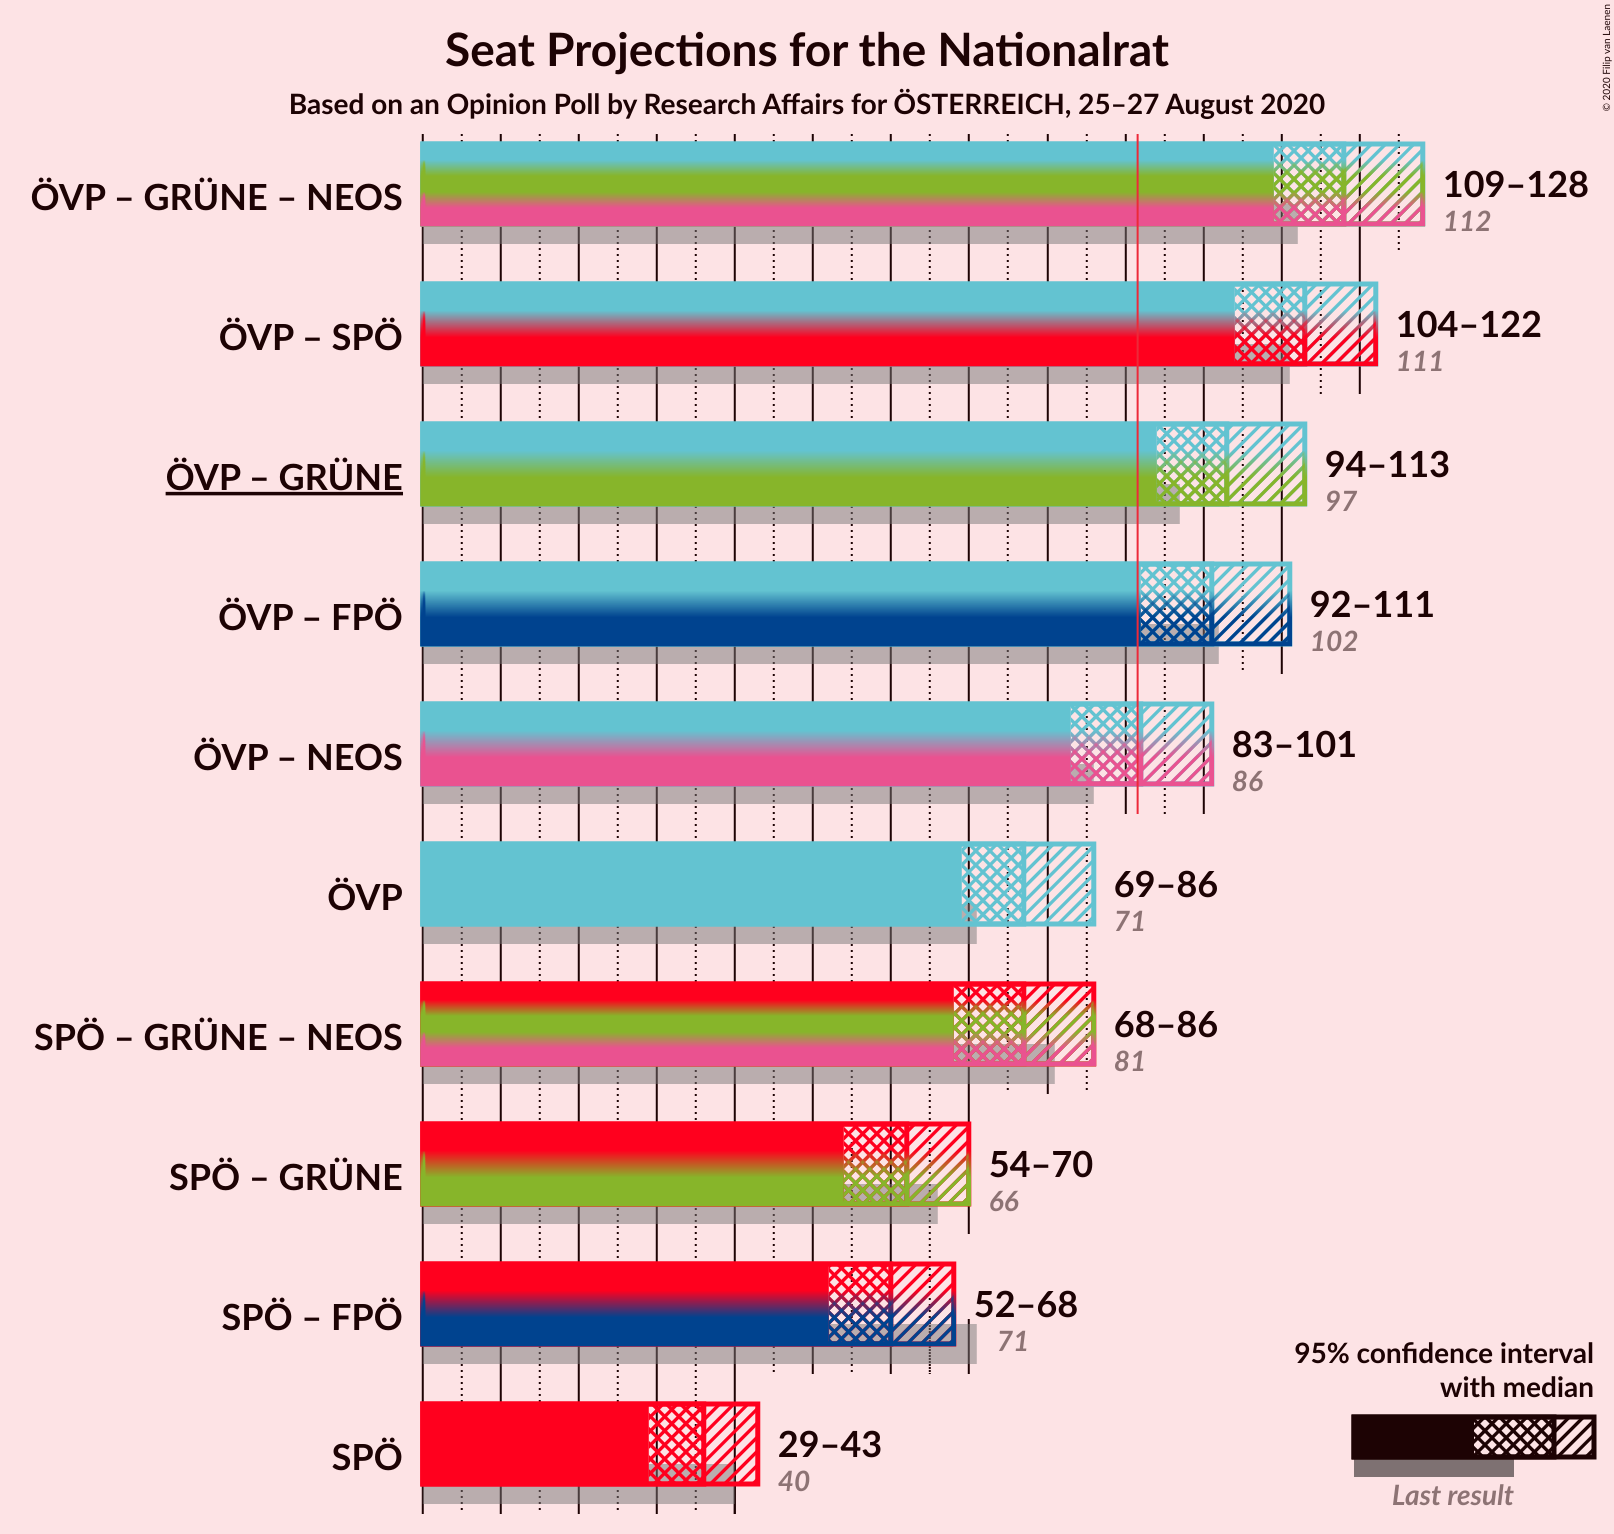 Seat Projections for the Nationalrat
Based on an Opinion Poll by Research Affairs for ÖSTERREICH, 25–27 August 2020
© 2020 Filip van Laenen
ÖVP – GRÜNE – NEOS
109–128
112
ÖVP – SPÖ
104–122
111
ÖVP – GRÜNE
94–113
97
ÖVP – FPÖ
92–111
102
ÖVP – NEOS
83–101
86
ÖVP
69–86
71
SPÖ – GRÜNE – NEOS
68–86
81
SPÖ – GRÜNE
54–70
66
SPÖ – FPÖ
52–68
71
SPÖ
29–43
40
95% confidence interval
with median
Last result